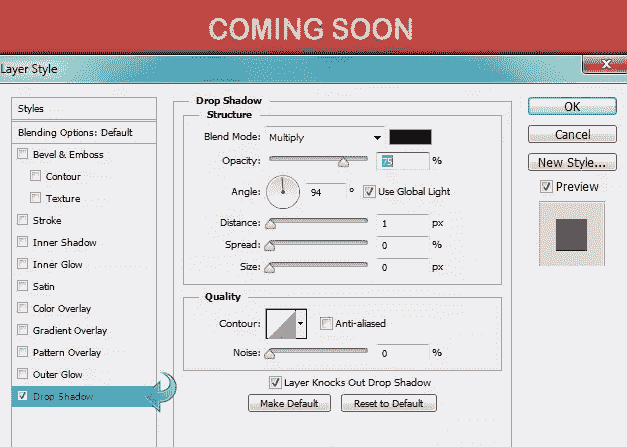 COMING SOON
Layer Style
Styles
Blending Options: Default
Bevel & Emboss
Contour
Texture
Stroke
Inner Shadow
Inner Glow
Satin
Color Overlay
Gradient Overlay
Pattern Overlay
Outer Glow
Drop Shadow
Drop Shadow
Structure
Blend Mode: Multiply
Opacity: 75 %
Angle: 94 ° Use Global Light
Distance: 1 px
Spread: 0 %
Size: 0 px
Quality
Contour: Anti-aliased
Noise: 0 %
Layer Knocks Out Drop Shadow
Make Default Reset to Default
OK
Cancel
New Style...
Preview